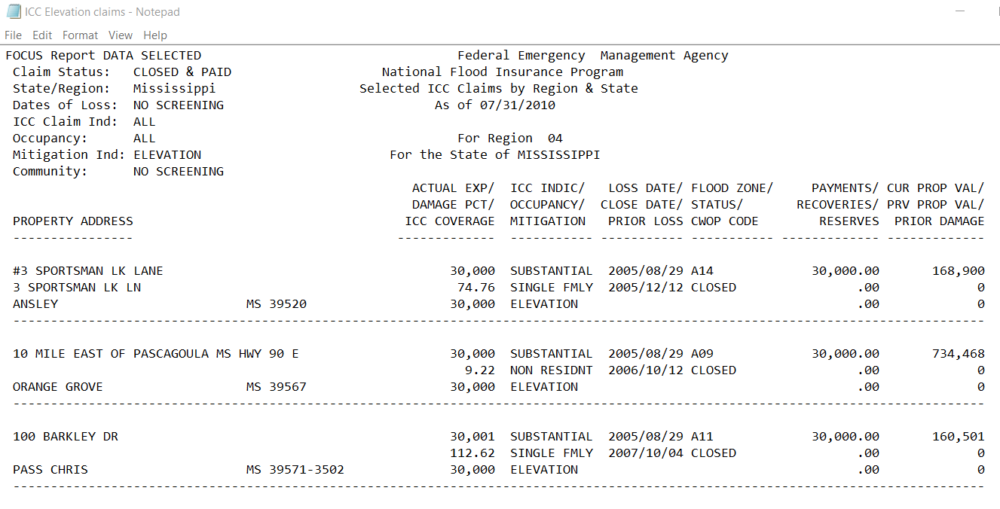 ICC Elevation claims - Notepad
File Edit Format View Help
FOCUS Report DATA SELECTED                                  Federal Emergency  Management Agency
 Claim Status:   CLOSED & PAID                    National Flood Insurance Program
 State/Region:   Mississippi                   Selected ICC Claims by Region & State
 Dates of Loss:  NO SCREENING                            As of 07/31/2010
 ICC Claim Ind:  ALL
 Occupancy:      ALL                                        For Region  04
 Mitigation Ind: ELEVATION                         For the State of MISSISSIPPI
 Community:      NO SCREENING
                                                      ACTUAL EXP/  ICC INDIC/   LOSS DATE/ FLOOD ZONE/     PAYMENTS/ CUR PROP VAL/
                                                      DAMAGE PCT/  OCCUPANCY/  CLOSE DATE/ STATUS/       RECOVERIES/ PRV PROP VAL/
 PROPERTY ADDRESS                                    ICC COVERAGE  MITIGATION   PRIOR LOSS CWOP CODE        RESERVES  PRIOR DAMAGE
 ----------------                                   -------------  ----------- ----------- ----------- ------------- -------------
 #3 SPORTSMAN LK LANE                                      30,000  SUBSTANTIAL  2005/08/29 A14             30,000.00       168,900
 3 SPORTSMAN LK LN                                          74.76  SINGLE FMLY  2005/12/12 CLOSED                .00             0
 ANSLEY                         MS 39520                   30,000  ELEVATION                                     .00             0
 ---------------------------------------------------------------------------------------------------------------------------------
 10 MILE EAST OF PASCAGOULA MS HWY 90 E                    30,000  SUBSTANTIAL  2005/08/29 A09             30,000.00       734,468
                                                             9.22  NON RESIDNT  2006/10/12 CLOSED                .00             0
 ORANGE GROVE                   MS 39567                   30,000  ELEVATION                                     .00             0
 ---------------------------------------------------------------------------------------------------------------------------------
 100 BARKLEY DR                                            30,001  SUBSTANTIAL  2005/08/29 A11             30,000.00       160,501
                                                           112.62  SINGLE FMLY  2007/10/04 CLOSED                .00             0
 PASS CHRIS                     MS 39571-3502              30,000  ELEVATION                                     .00             0
 ---------------------------------------------------------------------------------------------------------------------------------